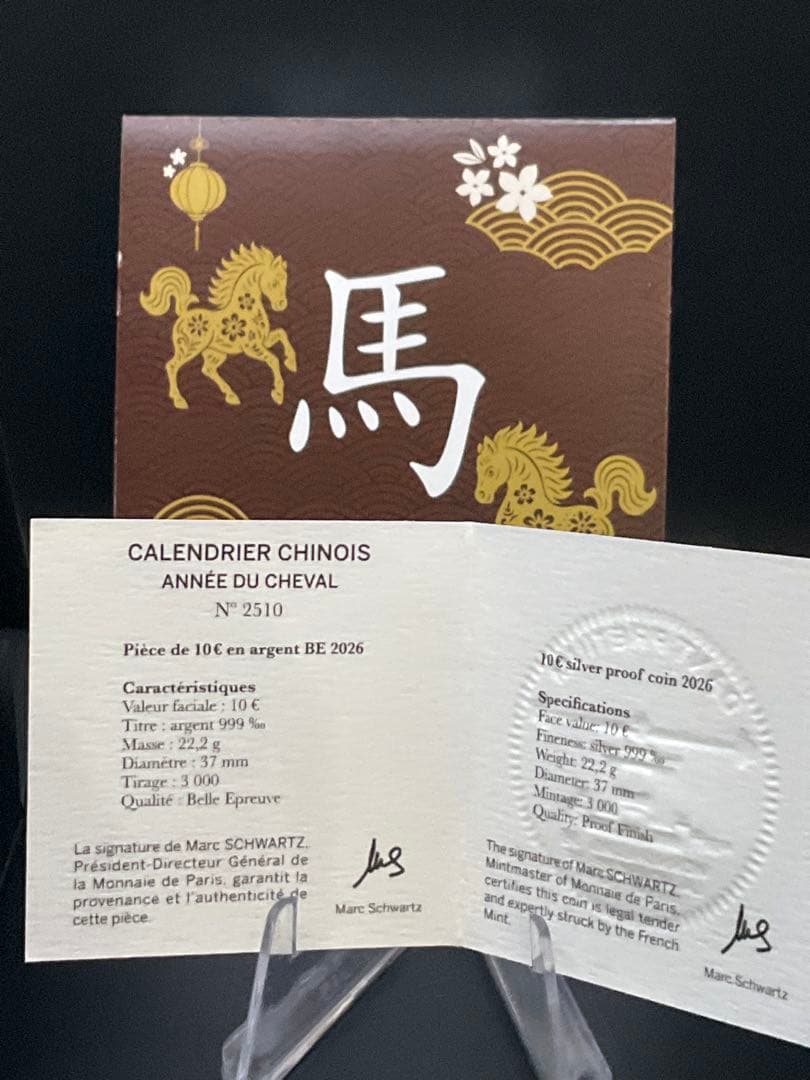 馬
CALENDRIER CHINOIS
ANNÉE DU CHEVAL
N° 2510
Pièce de 10€ en argent BE 2026
Caractéristiques
Valeur faciale : 10 €
Titre : argent 999 ‰
Masse : 22,2 g
Diamètre : 37 mm
Tirage : 3 000
Qualité : Belle Epreuve
La signature de Marc SCHWARTZ,
Président-Directeur Général de
la Monnaie de Paris, garantit la
provenance et l'authenticité de
cette pièce.
Marc Schwartz
10€ silver proof coin 2026
Specifications
Face value: 10 €
Fineness: silver 999 ‰
Weight: 22,2 g
Diameter: 37 mm
Mintage: 3 000
Quality: Proof Finish
The signature of Marc SCHWARTZ
Mintmaster of Monnaie de Paris,
certifies this coin is legal tender
and expertly struck by the French
Mint.
Marc Schwartz